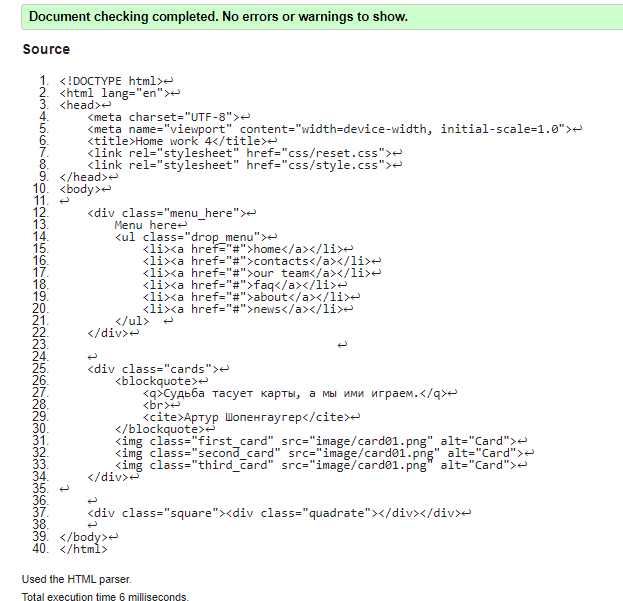 Document checking completed. No errors or warnings to show.
Source
1. <!DOCTYPE html>↩
2. <html lang="en">↩
3. <head>↩
4.     <meta charset="UTF-8">↩
5.     <meta name="viewport" content="width=device-width, initial-scale=1.0">↩
6.     <title>Home work 4</title>↩
7.     <link rel="stylesheet" href="css/reset.css">↩
8.     <link rel="stylesheet" href="css/style.css">↩
9. </head>↩
10. <body>↩
11. ↩
12.     <div class="menu_here">↩
13.         Menu here↩
14.         <ul class="drop_menu">↩
15.             <li><a href="#">home</a></li>↩
16.             <li><a href="#">contacts</a></li>↩
17.             <li><a href="#">our team</a></li>↩
18.             <li><a href="#">faq</a></li>↩
19.             <li><a href="#">about</a></li>↩
20.             <li><a href="#">news</a></li>↩
21.         </ul>  ↩
22.     </div>↩
23.                                         ↩
24.     ↩
25.     <div class="cards">↩
26.         <blockquote>↩
27.             <q>Судьба тасует карты, а мы ими играем.</q>↩
28.             <br>↩
29.             <cite>Артур Шопенгаугер</cite>↩
30.         </blockquote>↩
31.         <img class="first_card" src="image/card01.png" alt="Card">↩
32.         <img class="second_card" src="image/card01.png" alt="Card">↩
33.         <img class="third_card" src="image/card01.png" alt="Card">↩
34.     </div>↩
35. ↩
36.     ↩
37.     <div class="square"><div class="quadrate"></div></div>↩
38.     ↩
39. </body>↩
40. </html>
Used the HTML parser.
Total execution time 6 milliseconds.